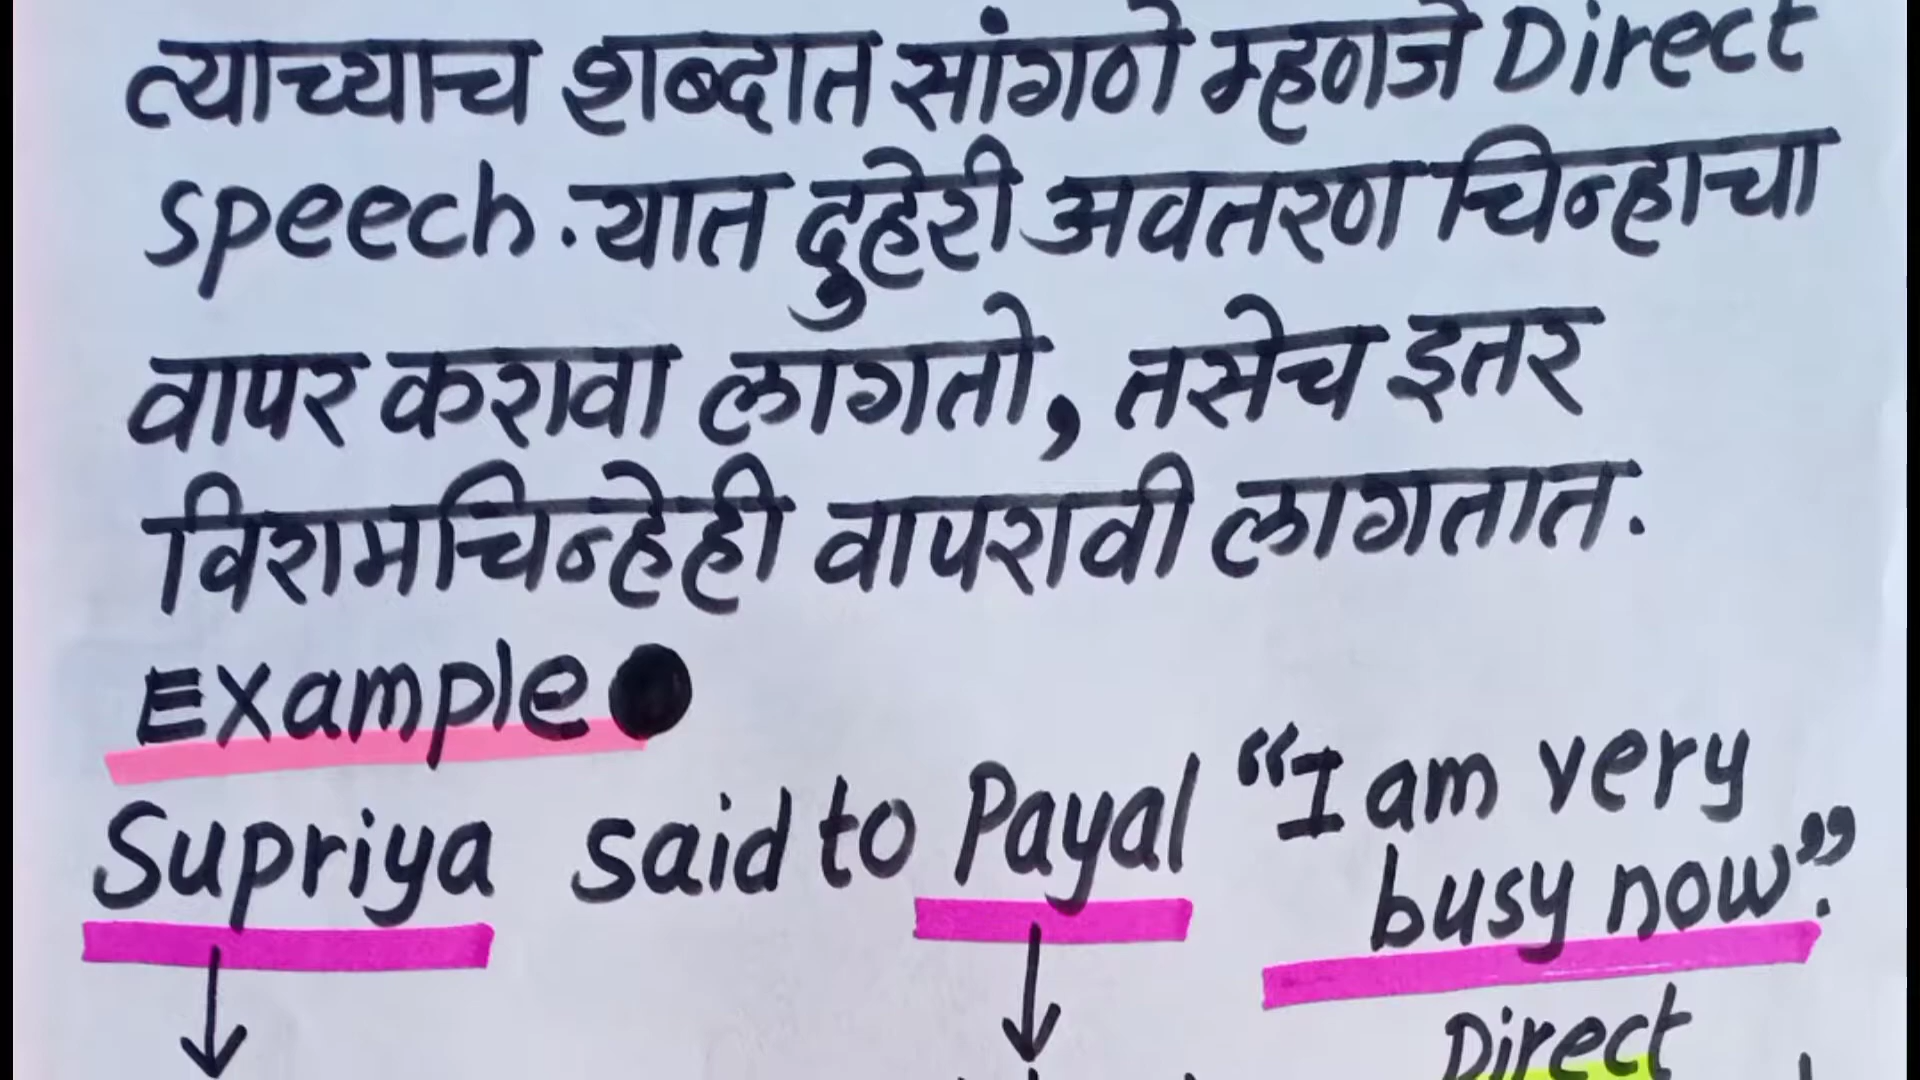 त्याच्याच शब्दात सांगणे म्हणजे Direct
speech. यात दुहेरी अवतरण चिन्हाचा
वापर करावा लागतो, तसेच इतर
विरामचिन्हेही वापरावी लागतात.
Example
Supriya said to Payal “I am very
busy now”.
Direct